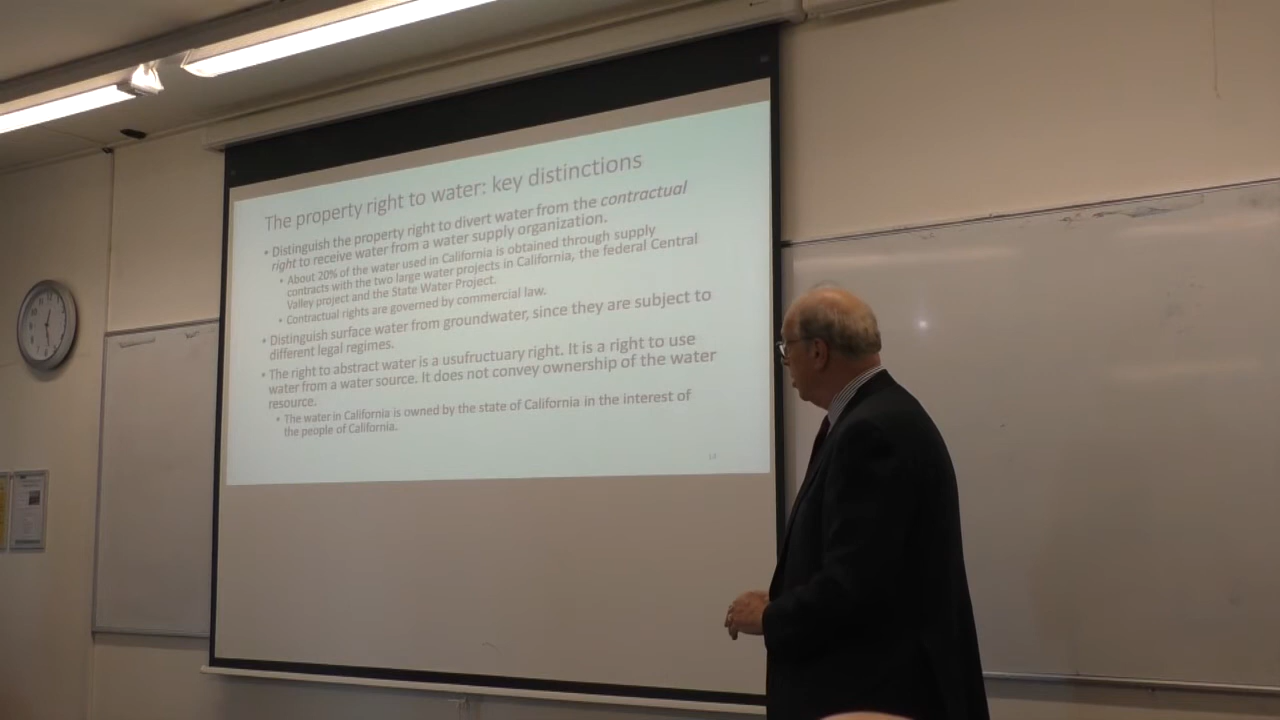 The property right to water: key distinctions
• Distinguish the property right to divert water from the contractual
right to receive water from a water supply organization.
• About 20% of the water used in California is obtained through supply
contracts with the two large water projects in California, the federal Central
Valley project and the State Water Project.
• Contractual rights are governed by commercial law.
• Distinguish surface water from groundwater, since they are subject to
different legal regimes.
• The right to abstract water is a usufructuary right. It is a right to use
water from a water source. It does not convey ownership of the water
resource.
• The water in California is owned by the state of California in the interest of
the people of California.